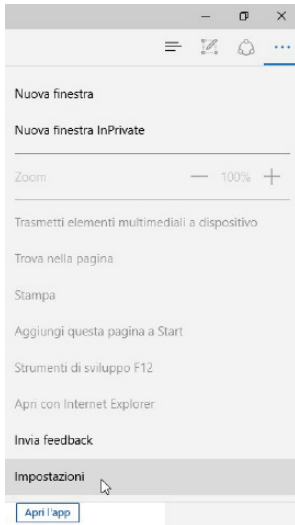 Nuova finestra
Nuova finestra InPrivate
Zoom — 100% +
Trasmetti elementi multimediali a dispositivo
Trova nella pagina
Stampa
Aggiungi questa pagina a Start
Strumenti di sviluppo F12
Apri con Internet Explorer
Invia feedback
Impostazioni
Apri l'app